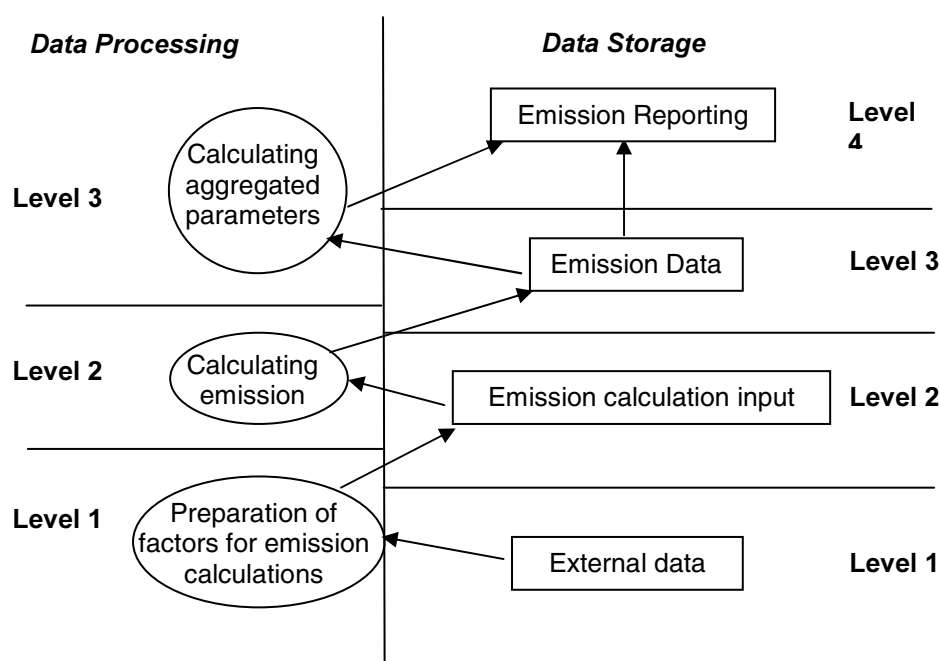 Data Processing
Data Storage
Emission Reporting
Level
4
Calculating
aggregated
parameters
Level 3
Emission Data
Level 3
Calculating
emission
Level 2
Emission calculation input
Level 2
Preparation of
factors for emission
calculations
Level 1
External data
Level 1